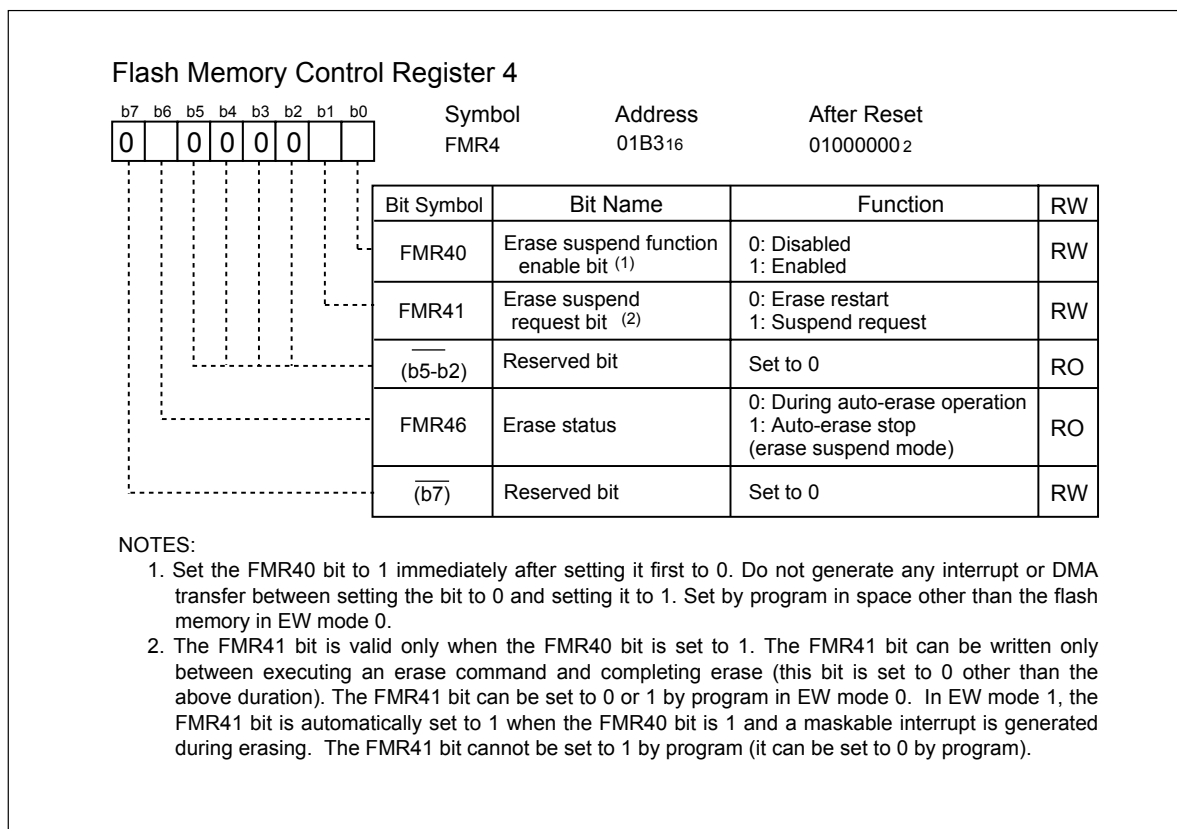 Flash Memory Control Register 4
b7 b6 b5 b4 b3 b2 b1 b0
Symbol Address After Reset
0 0 0 0 0
FMR4 01B316 010000002
Bit Symbol Bit Name Function RW
FMR40 Erase suspend function enable bit (1) 0: Disabled 1: Enabled RW
FMR41 Erase suspend request bit (2) 0: Erase restart 1: Suspend request RW
(b5-b2) Reserved bit Set to 0 RO
FMR46 Erase status 0: During auto-erase operation 1: Auto-erase stop (erase suspend mode) RO
(b7) Reserved bit Set to 0 RW
NOTES:
1. Set the FMR40 bit to 1 immediately after setting it first to 0. Do not generate any interrupt or DMA
transfer between setting the bit to 0 and setting it to 1. Set by program in space other than the flash
memory in EW mode 0.
2. The FMR41 bit is valid only when the FMR40 bit is set to 1. The FMR41 bit can be written only
between executing an erase command and completing erase (this bit is set to 0 other than the
above duration). The FMR41 bit can be set to 0 or 1 by program in EW mode 0. In EW mode 1, the
FMR41 bit is automatically set to 1 when the FMR40 bit is 1 and a maskable interrupt is generated
during erasing. The FMR41 bit cannot be set to 1 by program (it can be set to 0 by program).